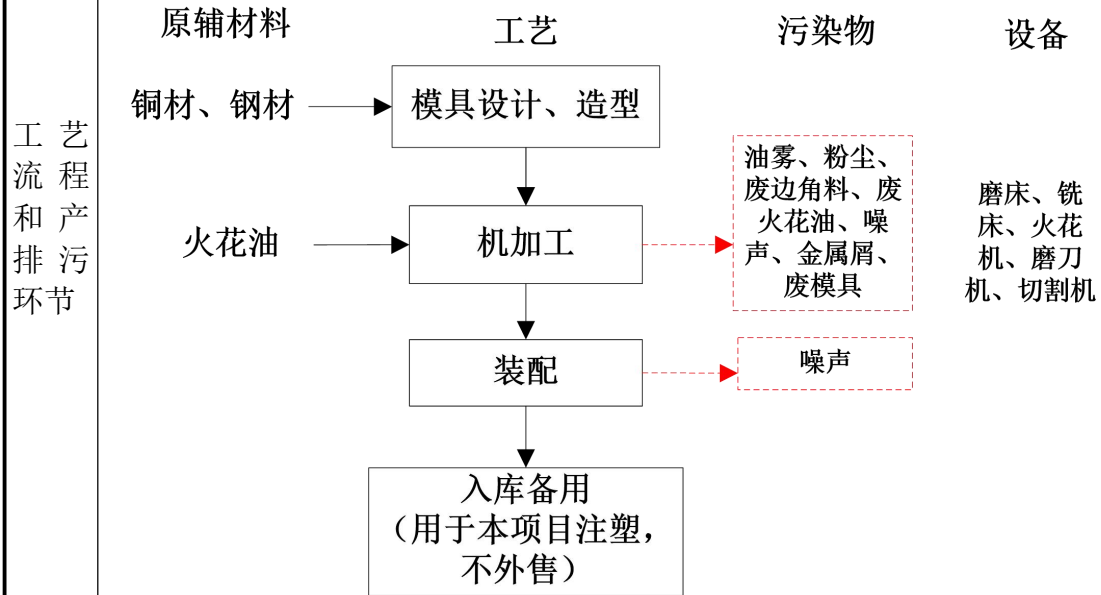 原辅材料
工艺
污染物
设备
工 艺
流 程
和 产
排 污
环节
铜材、钢材
模具设计、造型
火花油
机加工
油雾、粉尘、
废边角料、废
火花油、噪
声、金属屑、
废模具
磨床、铣
床、火花
机、磨刀
机、切割机
装配
噪声
入库备用
（用于本项目注塑，
不外售）